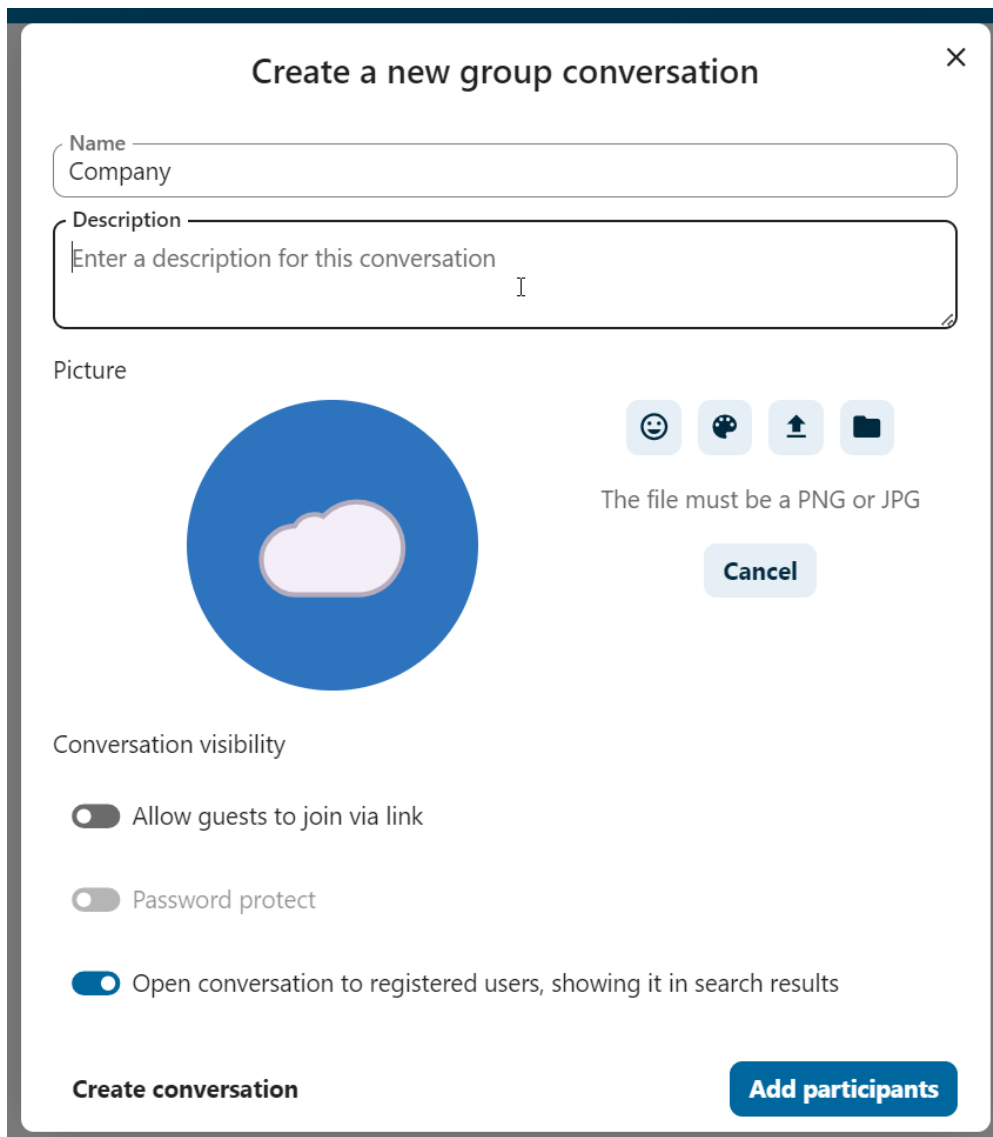 Create a new group conversation
Name
Company
Description
Enter a description for this conversation
Picture
The file must be a PNG or JPG
Cancel
Conversation visibility
Allow guests to join via link
Password protect
Open conversation to registered users, showing it in search results
Create conversation
Add participants